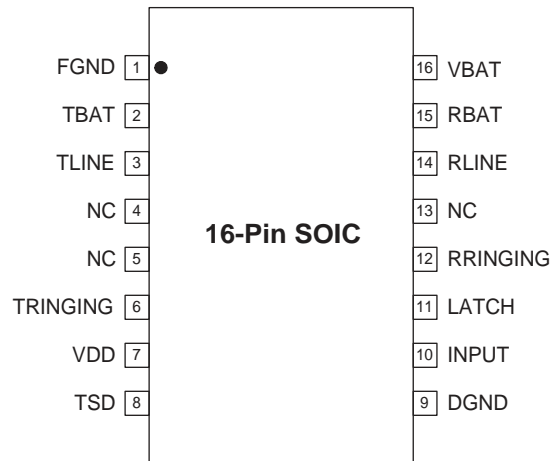 FGND 1 16 VBAT
TBAT 2 15 RBAT
TLINE 3 14 RLINE
NC 4 13 NC
16-Pin SOIC
NC 5 12 RRINGING
TRINGING 6 11 LATCH
VDD 7 10 INPUT
TSD 8 9 DGND